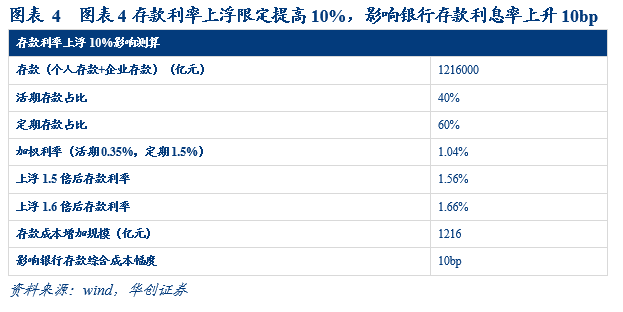 图表 4 图表 4 存款利率上浮限定提高 10%，影响银行存款利息率上升 10bp
存款利率上浮 10%影响测算
存款（个人存款+企业存款）（亿元） 1216000
活期存款占比 40%
定期存款占比 60%
加权利率（活期 0.35%，定期 1.5%） 1.04%
上浮 1.5 倍后存款利率 1.56%
上浮 1.6 倍后存款利率 1.66%
存款成本增加规模（亿元） 1216
影响银行存款综合成本幅度 10bp
资料来源：wind，华创证券